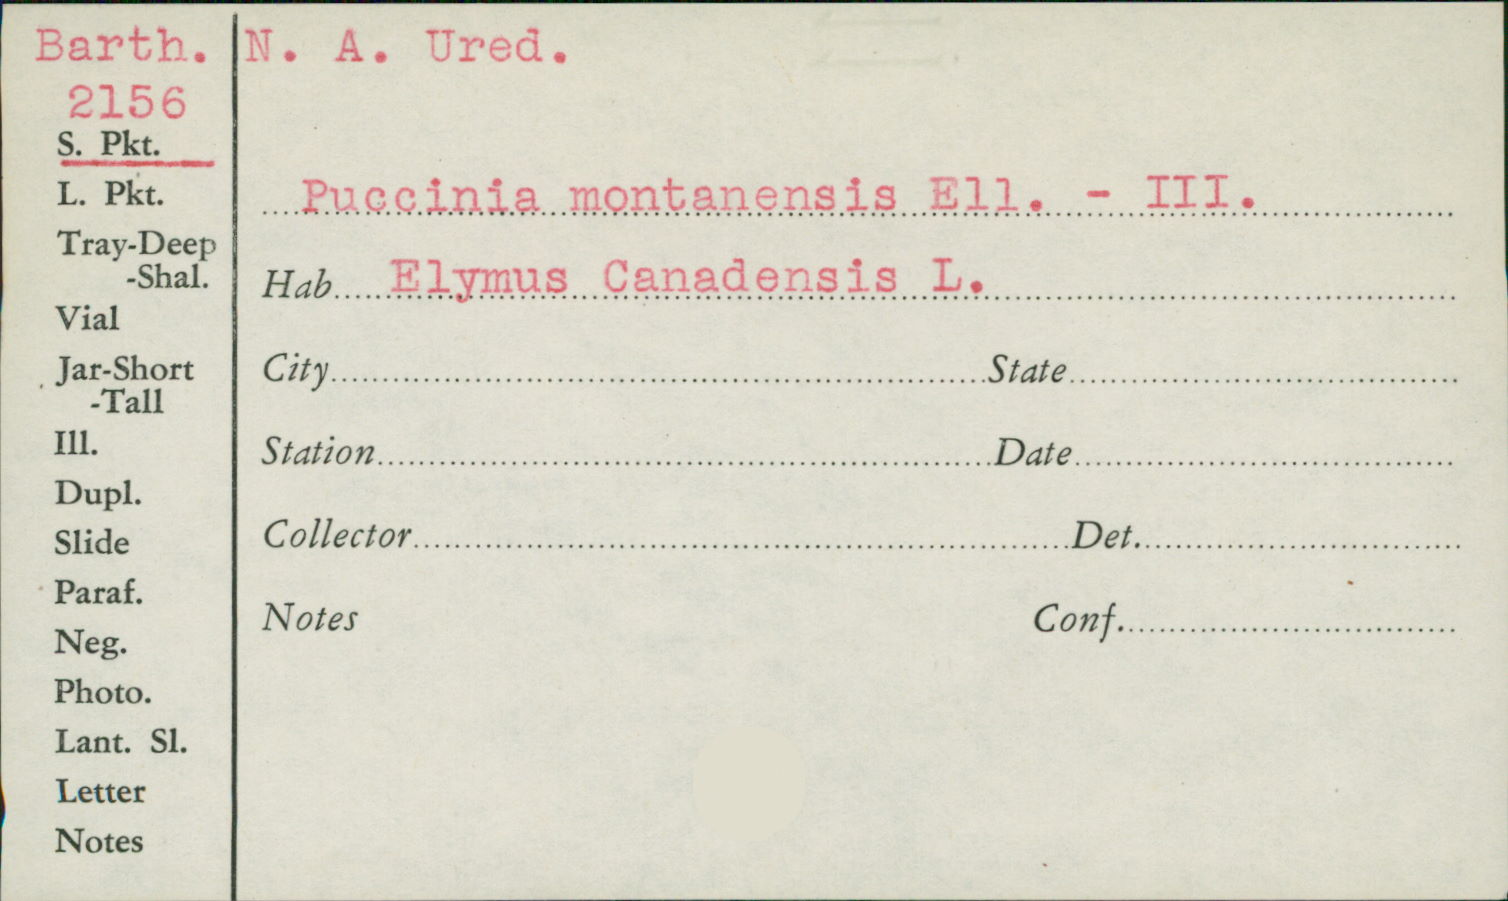 Barth. N. A. Ured.
2156
S. Pkt.
L. Pkt.
Puccinia montanensis Ell. - III.
Tray-Deep
-Shal.
Hab. Elymus Canadensis L.
Vial
Jar-Short
-Tall
City State
Ill.
Station Date
Dupl.
Slide
Collector Det.
Paraf.
Notes Conf.
Neg.
Photo.
Lant. Sl.
Letter
Notes